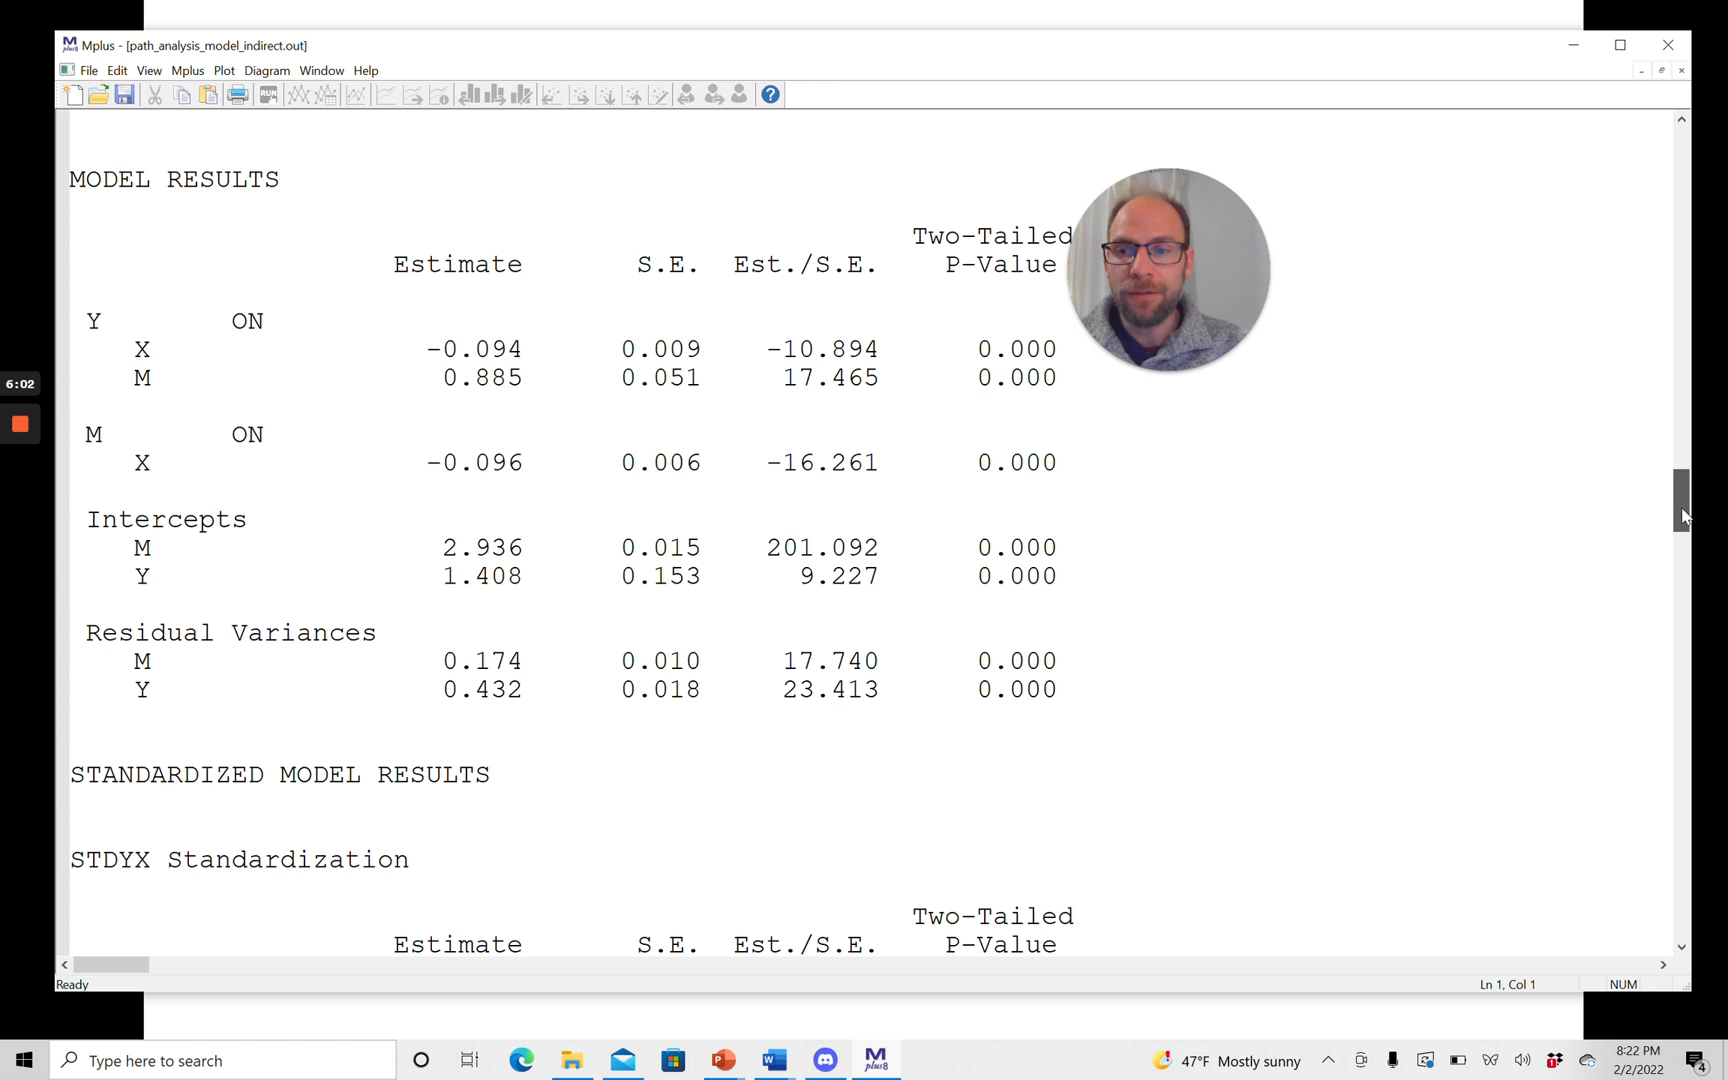 Mplus - [path_analysis_model_indirect.out]
File Edit View Mplus Plot Diagram Window Help
RUN
MODEL RESULTS
Two-Tailed
Estimate S.E. Est./S.E. P-Value
Y ON
X -0.094 0.009 -10.894 0.000
M 0.885 0.051 17.465 0.000
6:02
M ON
X -0.096 0.006 -16.261 0.000
Intercepts
M 2.936 0.015 201.092 0.000
Y 1.408 0.153 9.227 0.000
Residual Variances
M 0.174 0.010 17.740 0.000
Y 0.432 0.018 23.413 0.000
STANDARDIZED MODEL RESULTS
STDYX Standardization
Two-Tailed
Estimate S.E. Est./S.E. P-Value
Ready Ln 1, Col 1 NUM
Type here to search
47°F Mostly sunny
8:22 PM
2/2/2022
4